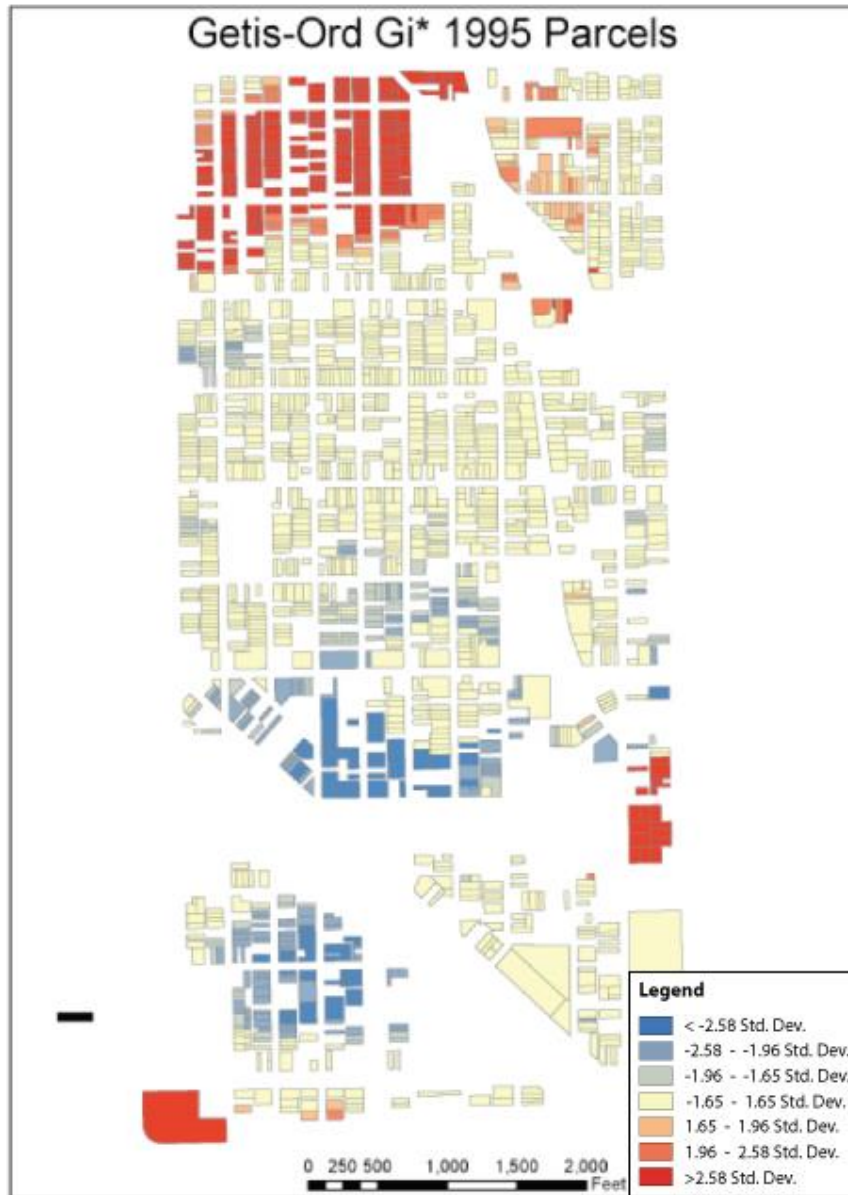 Getis-Ord Gi* 1995 Parcels
Legend
< -2.58 Std. Dev.
-2.58 - -1.96 Std. Dev.
-1.96 - -1.65 Std. Dev.
-1.65 - 1.65 Std. Dev.
1.65 - 1.96 Std. Dev.
1.96 - 2.58 Std. Dev.
>2.58 Std. Dev.
0 250 500 1,000 1,500 2,000
Feet